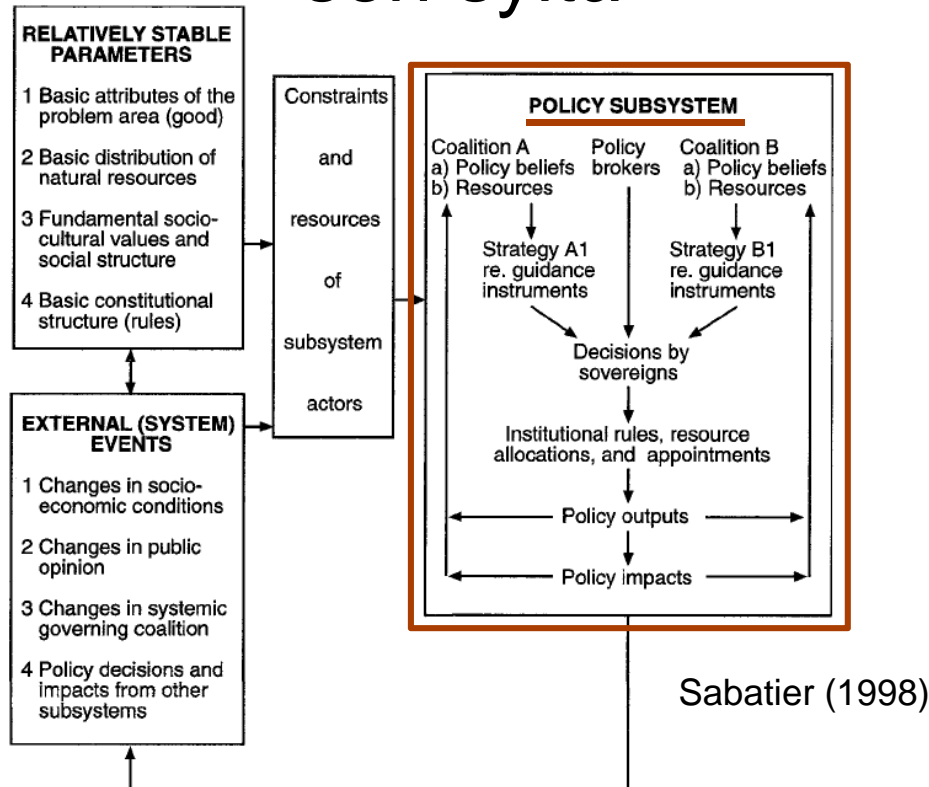 RELATIVELY STABLE
PARAMETERS
1 Basic attributes of the
problem area (good)
2 Basic distribution of
natural resources
3 Fundamental socio-
cultural values and
social structure
4 Basic constitutional
structure (rules)
EXTERNAL (SYSTEM)
EVENTS
1 Changes in socio-
economic conditions
2 Changes in public
opinion
3 Changes in systemic
governing coalition
4 Policy decisions and
impacts from other
subsystems
Constraints
and
resources
of
subsystem
actors
POLICY SUBSYSTEM
Coalition A
a) Policy beliefs
b) Resources
Policy
brokers
Coalition B
a) Policy beliefs
b) Resources
Strategy A1
re. guidance
instruments
Strategy B1
re. guidance
instruments
Decisions by
sovereigns
Institutional rules, resource
allocations, and appointments
Policy outputs
Policy impacts
Sabatier (1998)